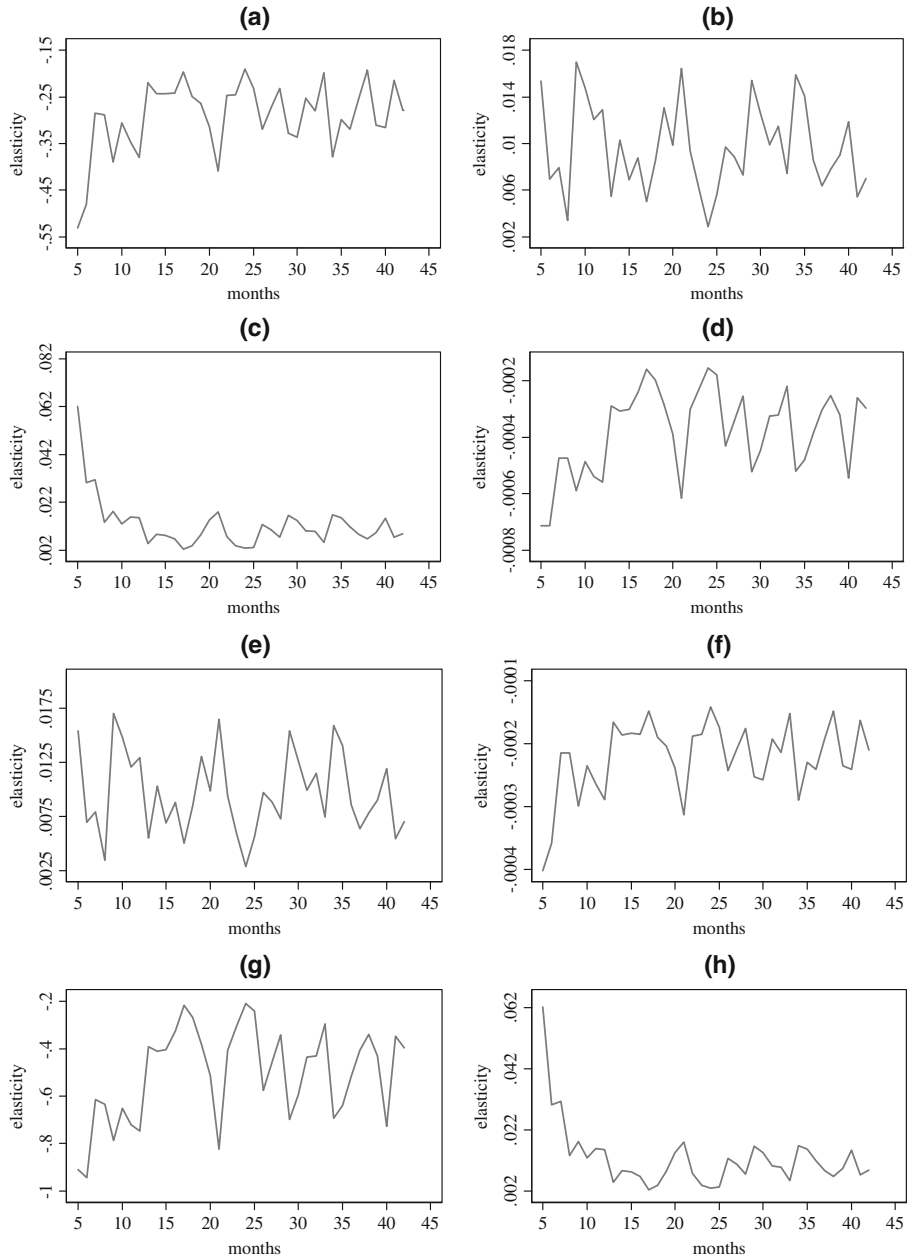 (a)
(b)
elasticity
-.15
-.25
-.35
-.45
-.55
5 10 15 20 25 30 35 40 45
months
elasticity
.018
.014
.01
.006
.002
5 10 15 20 25 30 35 40 45
months
(c)
(d)
elasticity
.082
.062
.042
.022
.002
5 10 15 20 25 30 35 40 45
months
elasticity
-.0002
-.0004
-.0006
-.0008
5 10 15 20 25 30 35 40 45
months
(e)
(f)
elasticity
.0175
.0125
.0075
.0025
5 10 15 20 25 30 35 40 45
months
elasticity
-.0001
-.0002
-.0003
-.0004
5 10 15 20 25 30 35 40 45
months
(g)
(h)
elasticity
-.2
-.4
-.6
-.8
-1
5 10 15 20 25 30 35 40 45
months
elasticity
.062
.042
.022
.002
5 10 15 20 25 30 35 40 45
months